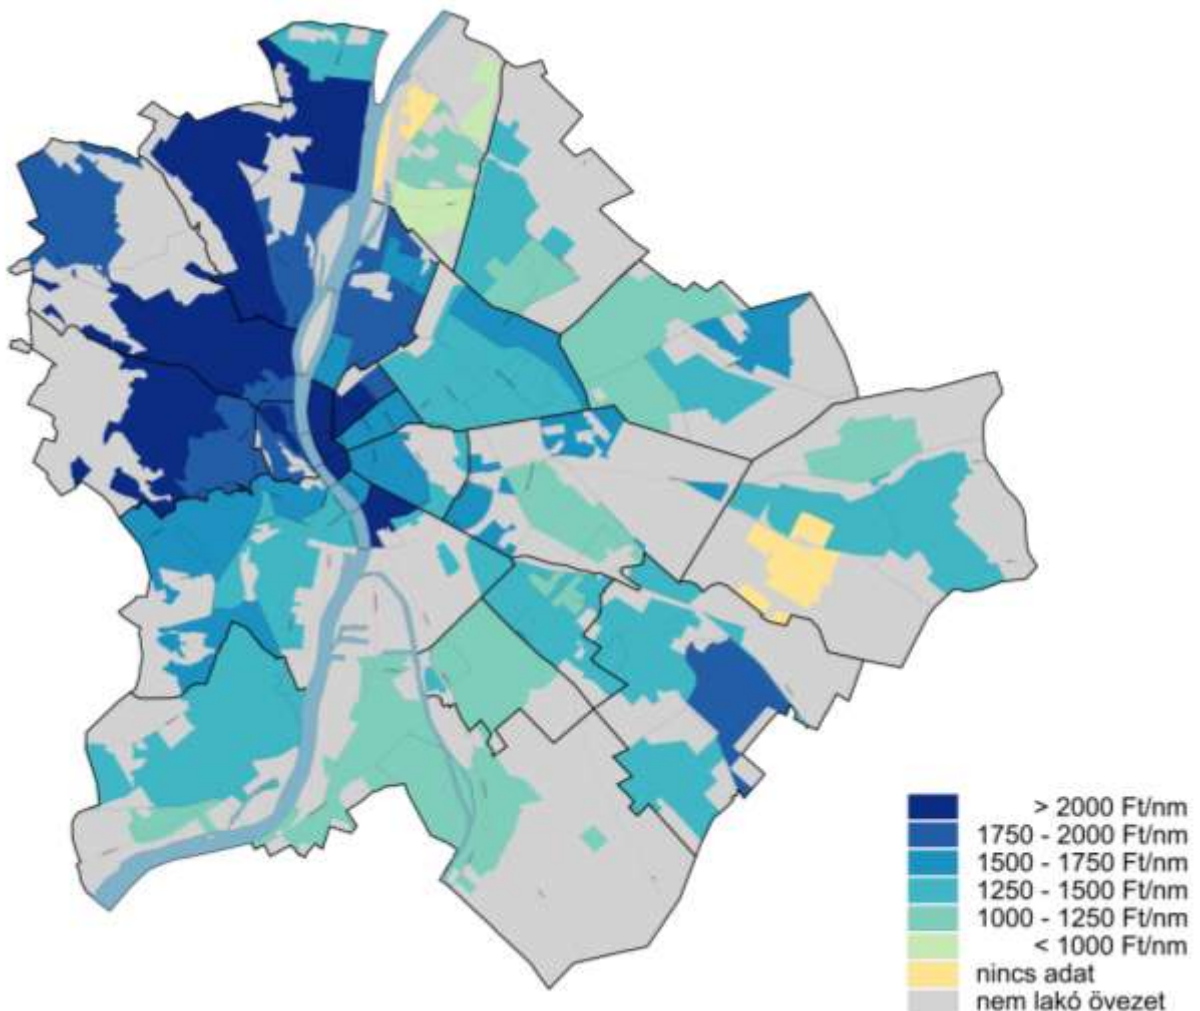 > 2000 Ft/nm
1750 - 2000 Ft/nm
1500 - 1750 Ft/nm
1250 - 1500 Ft/nm
1000 - 1250 Ft/nm
< 1000 Ft/nm
nincs adat
nem lakó övezet